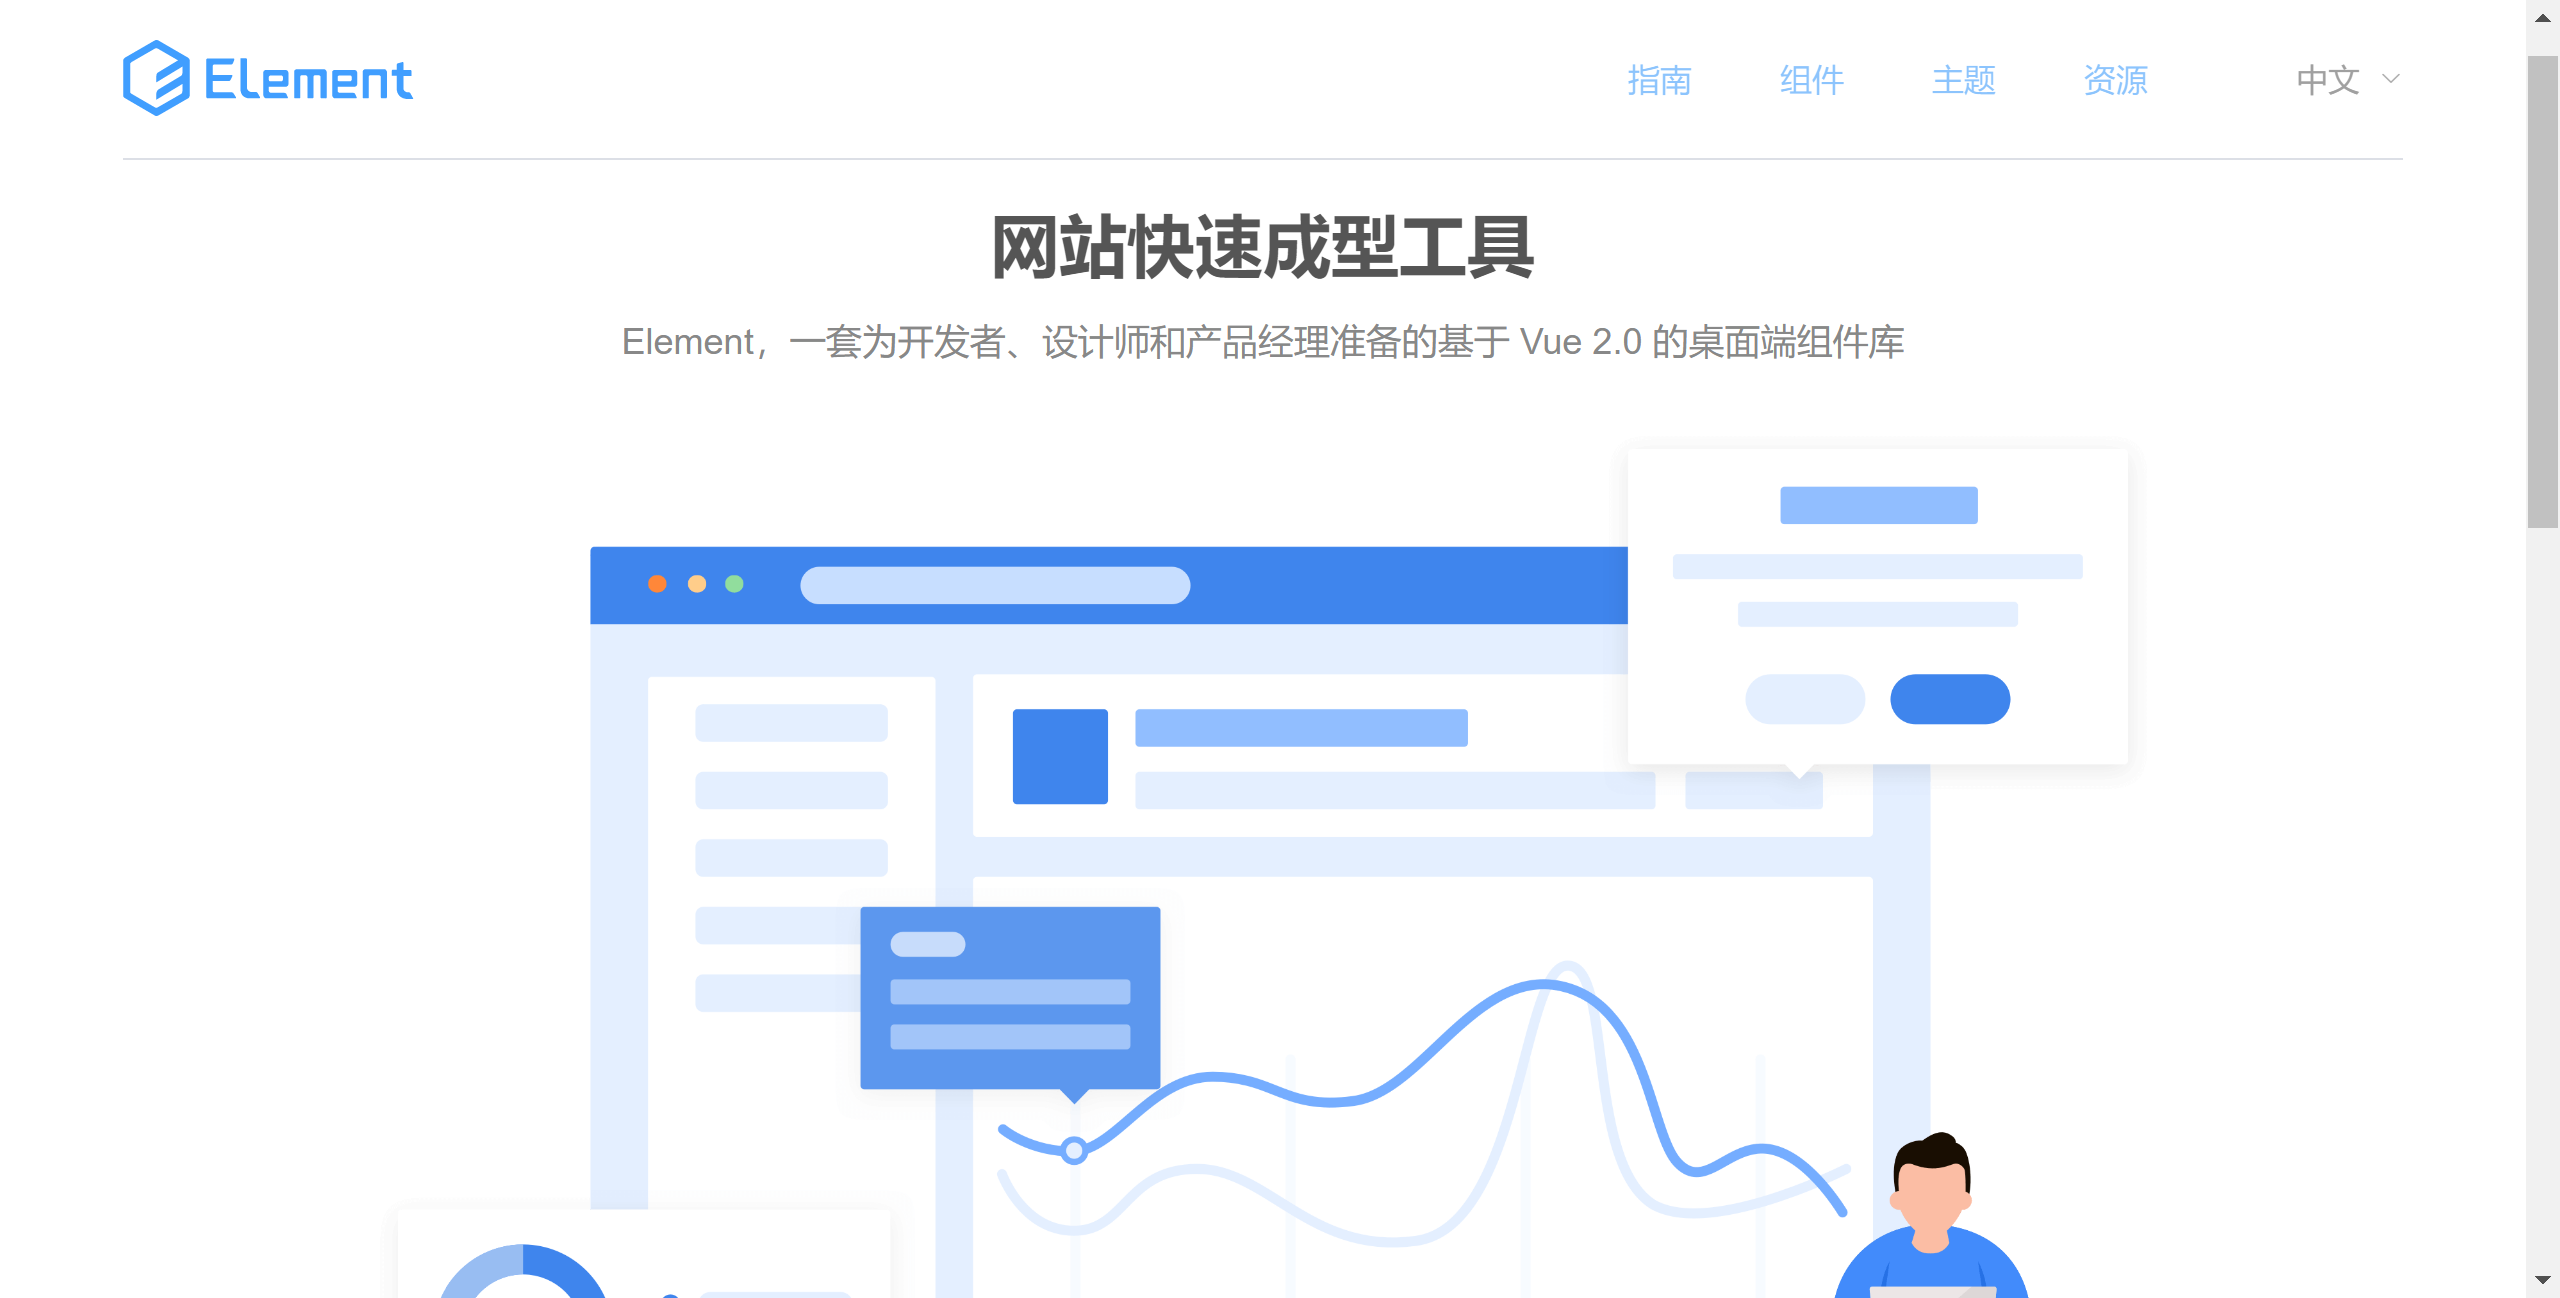 Element
指南 组件 主题 资源 中文
网站快速成型工具
Element，一套为开发者、设计师和产品经理准备的基于 Vue 2.0 的桌面端组件库